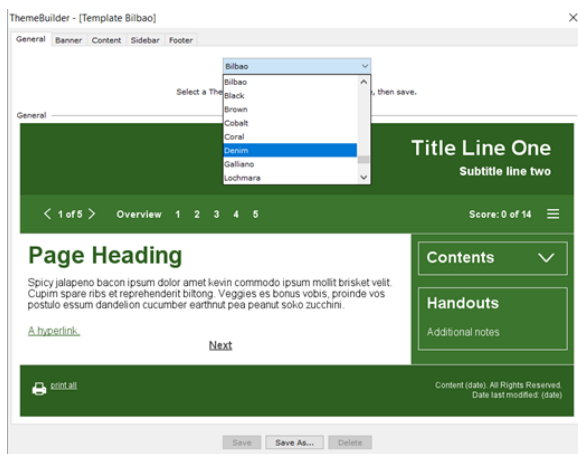 ThemeBuilder - [Template Bilbao]
General Banner Content Sidebar Footer
Bilbao
Bilbao
Black
Select a The , then save.
Brown
General
Cobalt
Coral
Denim
Galliano
Lochmara
Title Line One
Subtitle line two
1 of 5 Overview 1 2 3 4 5 Score: 0 of 14
Page Heading
Spicy jalapeno bacon ipsum dolor amet kevin commodo ipsum mollit brisket velit.
Cupim spare ribs et reprehenderit biltong. Veggies es bonus vobis, proinde vos
postulo essum dandelion cucumber earthnut pea peanut soko zucchini.
A hyperlink.
Next
Contents
Handouts
Additional notes
print all
Content (date). All Rights Reserved.
Date last modified: (date)
Save Save As... Delete